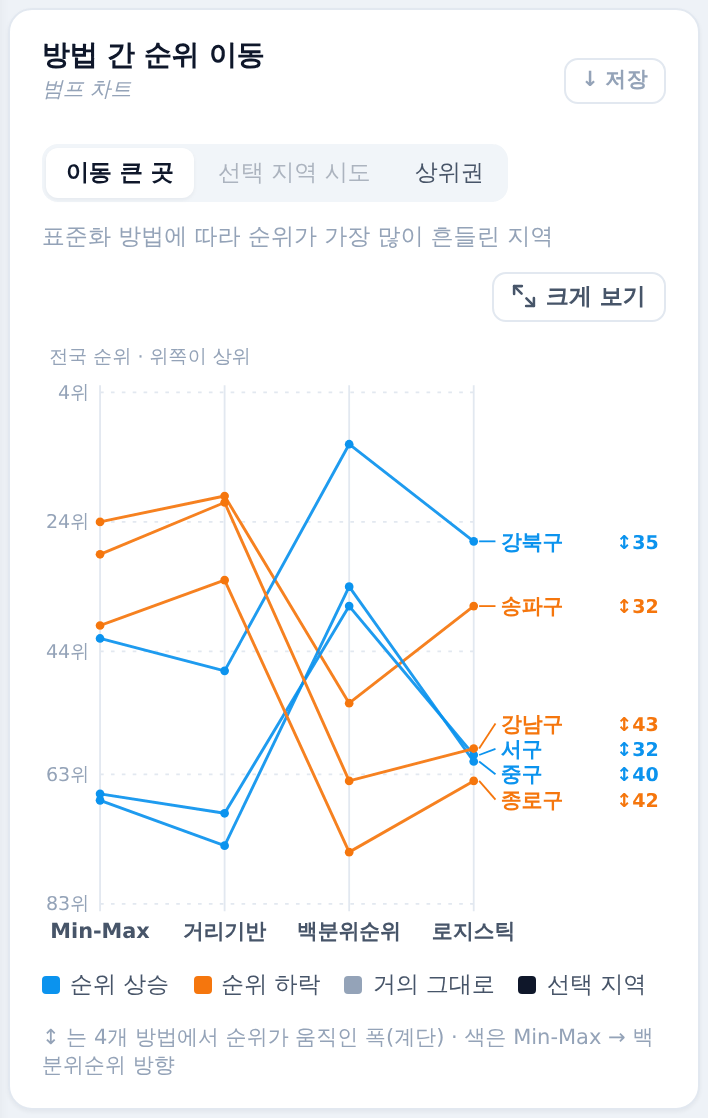 방법 간 순위 이동
범프 차트
↓ 저장
이동 큰 곳 선택 지역 시도 상위권
표준화 방법에 따라 순위가 가장 많이 흔들린 지역
크게 보기
전국 순위 · 위쪽이 상위
4위
24위
44위
63위
83위
강북구 ↕35
송파구 ↕32
강남구 ↕43
서구 ↕32
중구 ↕40
종로구 ↕42
Min-Max 거리기반 백분위순위 로지스틱
순위 상승 순위 하락 거의 그대로 선택 지역
↕ 는 4개 방법에서 순위가 움직인 폭(계단) · 색은 Min-Max → 백
분위순위 방향